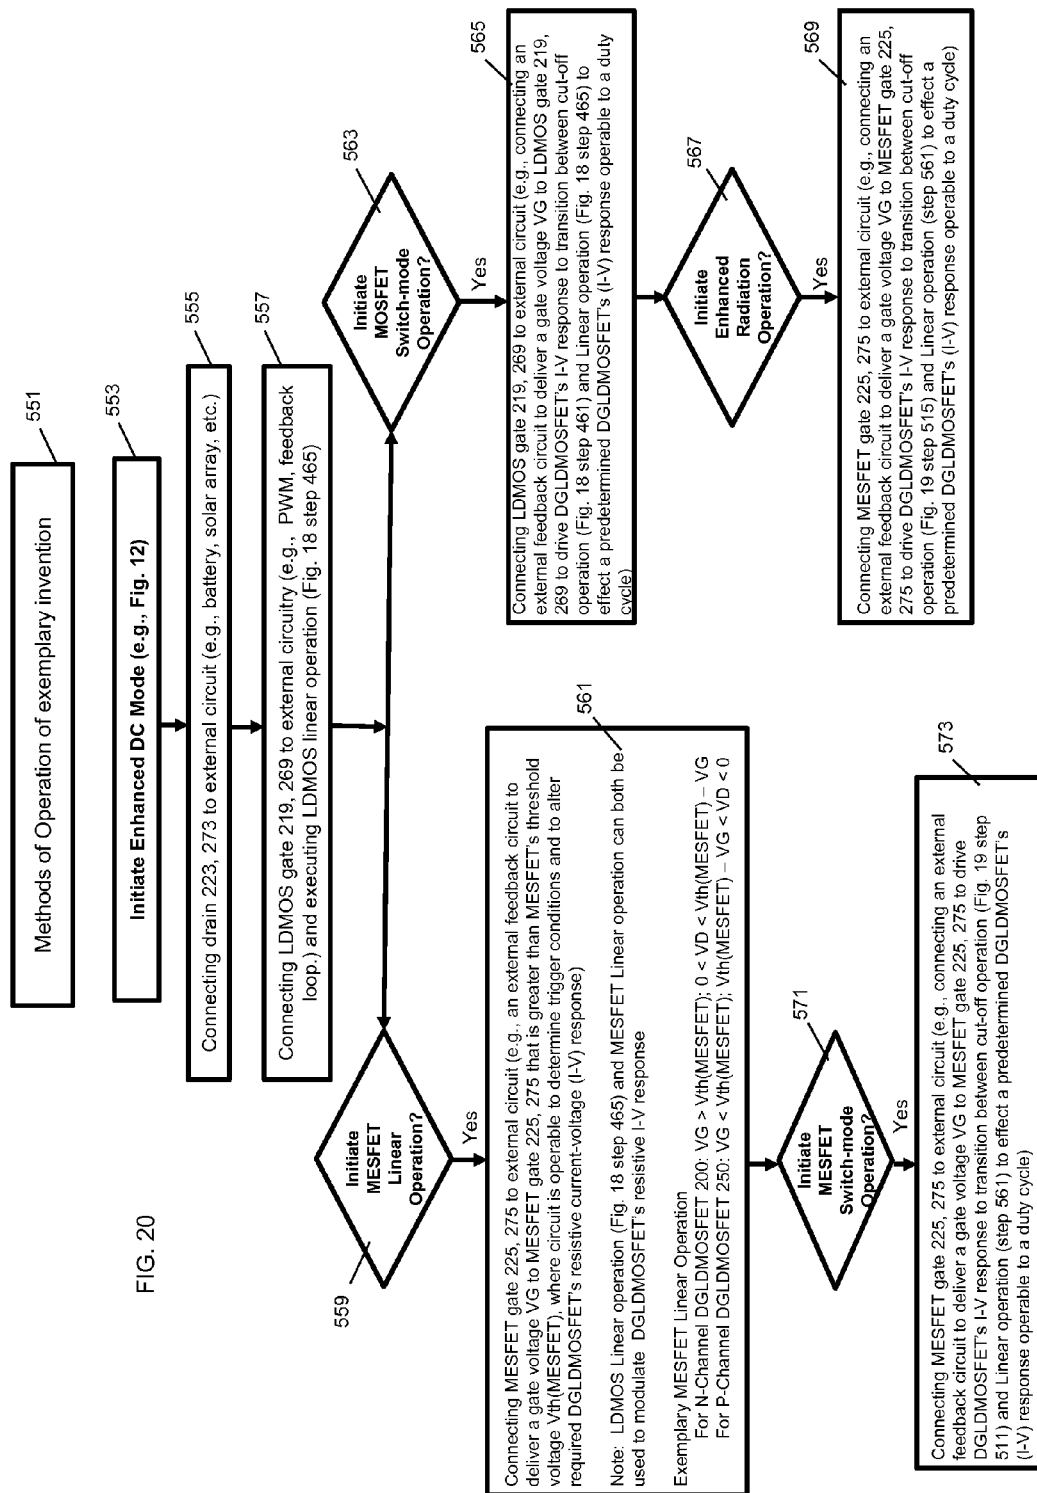 Methods of Operation of exemplary invention
551
Initiate Enhanced DC Mode (e.g., Fig. 12)
553
Connecting drain 223, 273 to external circuit (e.g., battery, solar array, etc.)
555
Connecting LDMOS gate 219, 269 to external circuitry (e.g., PWM, feedback
loop.) and executing LDMOS linear operation (Fig. 18 step 465)
557
FIG. 20
559
Initiate
MESFET
Linear
Operation?
Yes
Connecting MESFET gate 225, 275 to external circuit (e.g., an external feedback circuit to
deliver a gate voltage VG to MESFET gate 225, 275 that is greater than MESFET's threshold
voltage Vth(MESFET), where circuit is operable to determine trigger conditions and to alter
required DGLDMOSFET's resistive current-voltage (I-V) response)
Note: LDMOS Linear operation (Fig. 18 step 465) and MESFET Linear operation can both be
used to modulate DGLDMOSFET's resistive I-V response
Exemplary MESFET Linear Operation
For N-Channel DGLDMOSFET 200: VG > Vth(MESFET); 0 < VD < Vth(MESFET) – VG
For P-Channel DGLDMOSFET 250: VG < Vth(MESFET); Vth(MESFET) – VG < VD < 0
561
Initiate
MESFET
Switch-mode
Operation?
571
Yes
Connecting MESFET gate 225, 275 to external circuit (e.g., connecting an external
feedback circuit to deliver a gate voltage VG to MESFET gate 225, 275 to drive
DGLDMOSFET's I-V response to transition between cut-off operation (Fig. 19 step
511) and Linear operation (step 561) to effect a predetermined DGLDMOSFET's
(I-V) response operable to a duty cycle)
573
Initiate
MOSFET
Switch-mode
Operation?
563
Yes
Connecting LDMOS gate 219, 269 to external circuit (e.g., connecting an
external feedback circuit to deliver a gate voltage VG to LDMOS gate 219,
269 to drive DGLDMOSFET's I-V response to transition between cut-off
operation (Fig. 18 step 461) and Linear operation (Fig. 18 step 465) to
effect a predetermined DGLDMOSFET's (I-V) response operable to a duty
cycle)
565
Initiate
Enhanced
Radiation
Operation?
567
Yes
Connecting MESFET gate 225, 275 to external circuit (e.g., connecting an
external feedback circuit to deliver a gate voltage VG to MESFET gate 225,
275 to drive DGLDMOSFET's I-V response to transition between cut-off
operation (Fig. 19 step 515) and Linear operation (step 561) to effect a
predetermined DGLDMOSFET's (I-V) response operable to a duty cycle)
569